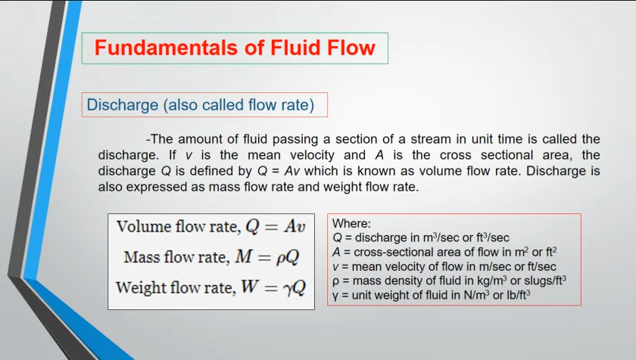 Fundamentals of Fluid Flow
Discharge (also called flow rate)
-The amount of fluid passing a section of a stream in unit time is called the
discharge. If v is the mean velocity and A is the cross sectional area, the
discharge Q is defined by Q = Av which is known as volume flow rate. Discharge is
also expressed as mass flow rate and weight flow rate.
Volume flow rate, Q = Av
Mass flow rate, M = ρQ
Weight flow rate, W = γQ
Where:
Q = discharge in m³/sec or ft³/sec
A = cross-sectional area of flow in m² or ft²
v = mean velocity of flow in m/sec or ft/sec
ρ = mass density of fluid in kg/m³ or slugs/ft³
γ = unit weight of fluid in N/m³ or lb/ft³